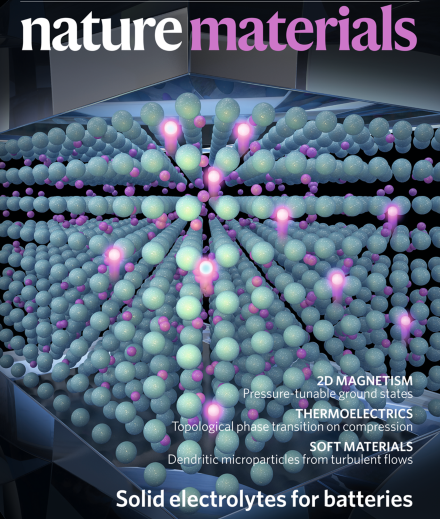 nature materials
2D MAGNETISM
Pressure-tunable ground states
THERMOELECTRICS
Topological phase transition on compression
SOFT MATERIALS
Dendritic microparticles from turbulent flows
Solid electrolytes for batteries